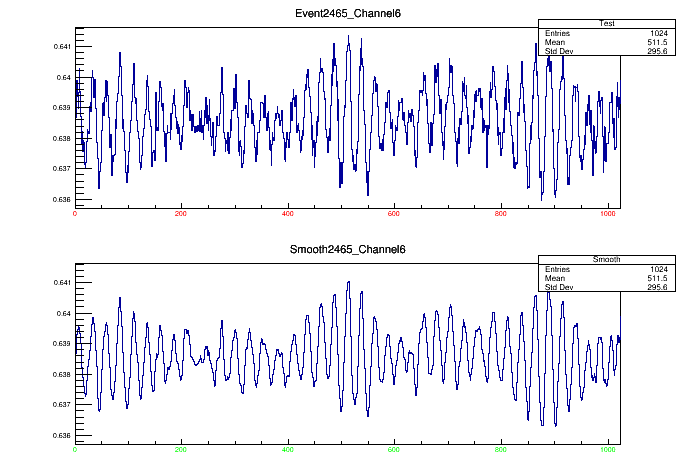 Event2465_Channel6
Test
Entries 1024
Mean 511.5
Std Dev 295.6
0.641
0.64
0.639
0.638
0.637
0.636
0 200 400 600 800 1000
Smooth2465_Channel6
Smooth
Entries 1024
Mean 511.5
Std Dev 295.6
0.641
0.64
0.639
0.638
0.637
0.636
0 200 400 600 800 1000